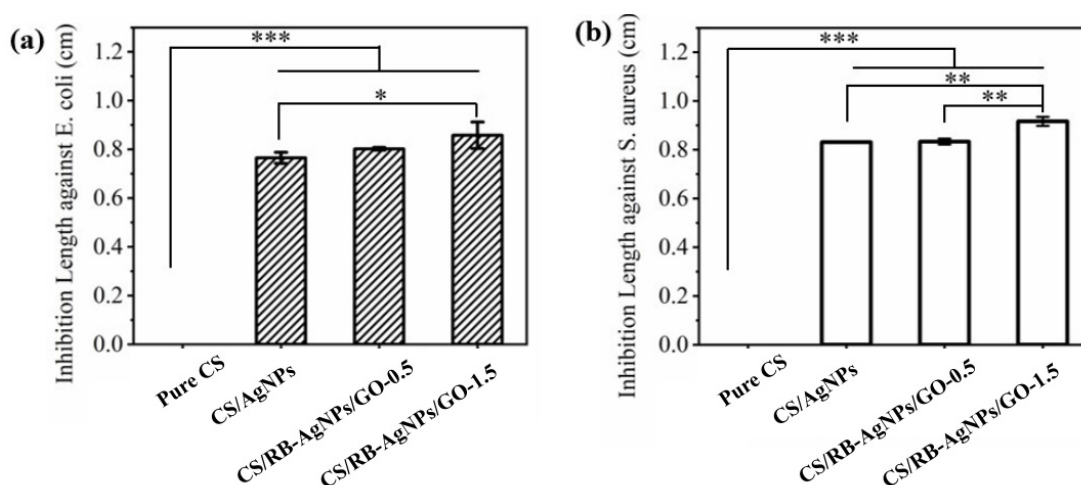 (a)
Inhibition Length against E. coli (cm)
1.2
1.0
0.8
0.6
0.4
0.2
0.0
***
*
Pure CS
CS/AgNPs
CS/RB-AgNPs/GO-0.5
CS/RB-AgNPs/GO-1.5
(b)
Inhibition Length against S. aureus (cm)
1.2
1.0
0.8
0.6
0.4
0.2
0.0
***
**
**
Pure CS
CS/AgNPs
CS/RB-AgNPs/GO-0.5
CS/RB-AgNPs/GO-1.5